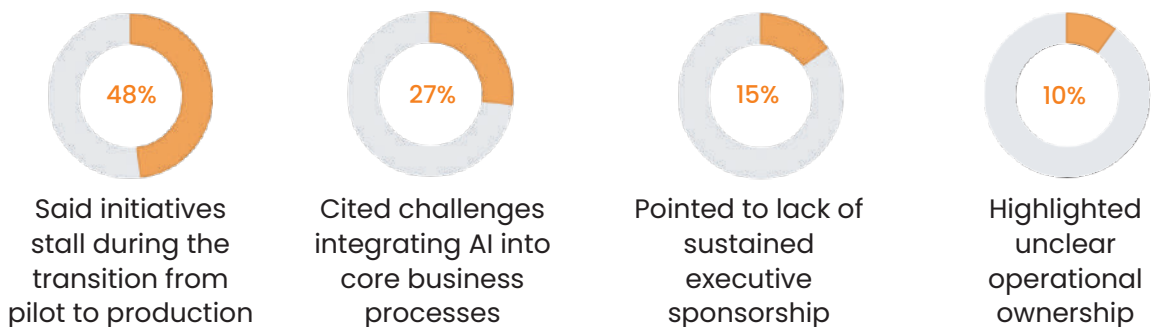 48%
Said initiatives
stall during the
transition from
pilot to production
27%
Cited challenges
integrating AI into
core business
processes
15%
Pointed to lack of
sustained
executive
sponsorship
10%
Highlighted
unclear
operational
ownership